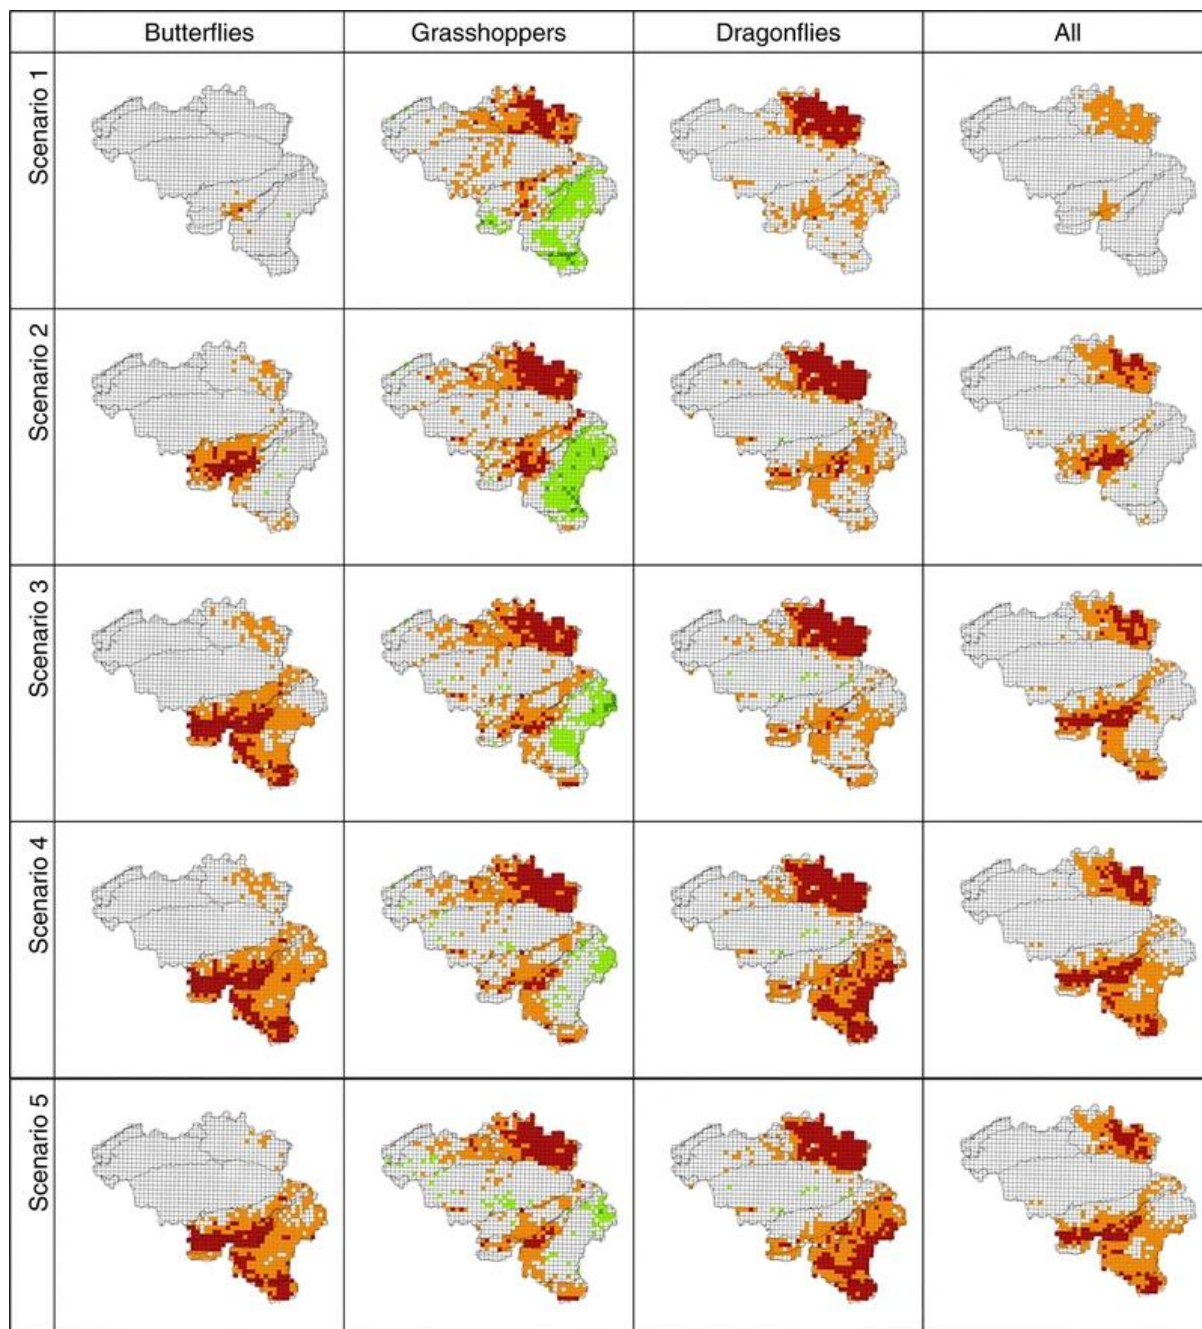 Butterflies Grasshoppers Dragonflies All
Scenario 1
Scenario 2
Scenario 3
Scenario 4
Scenario 5